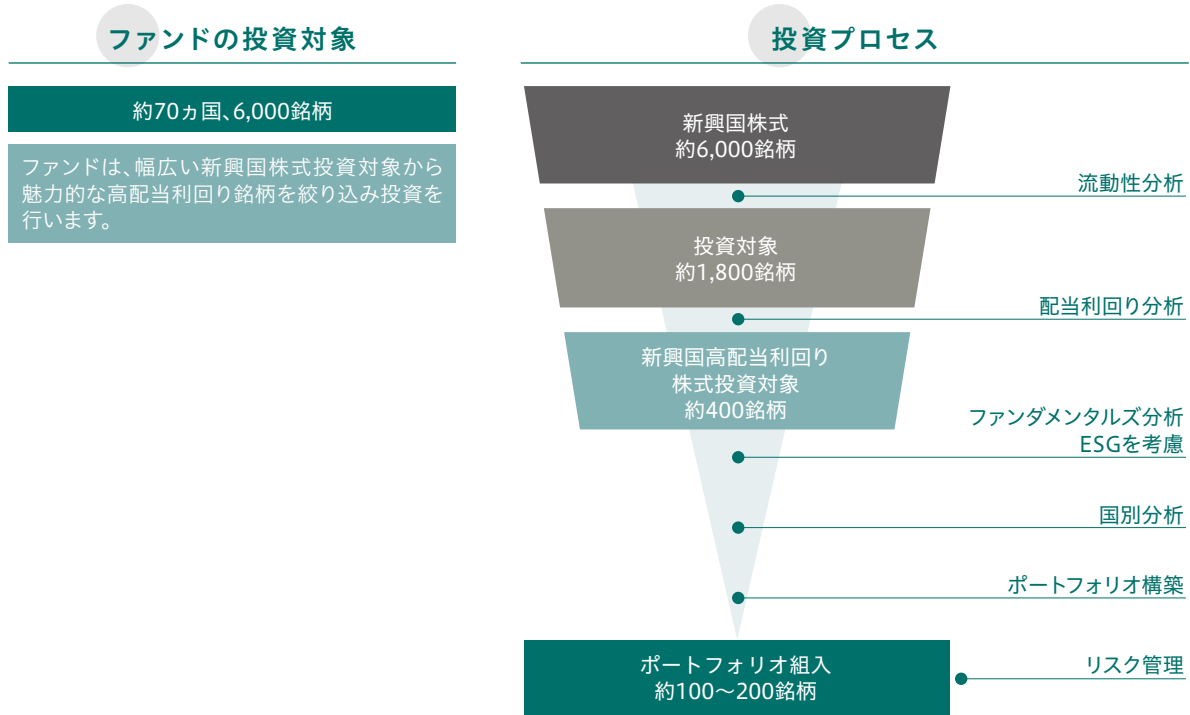 ファンドの投資対象
約70ヵ国、6,000銘柄
ファンドは、幅広い新興国株式投資対象から
魅力的な高配当利回り銘柄を絞り込み投資を
行います。
投資プロセス
新興国株式
約6,000銘柄
流動性分析
投資対象
約1,800銘柄
配当利回り分析
新興国高配当利回り
株式投資対象
約400銘柄
ファンダメンタルズ分析
ESGを考慮
国別分析
ポートフォリオ構築
ポートフォリオ組入
約100～200銘柄
リスク管理